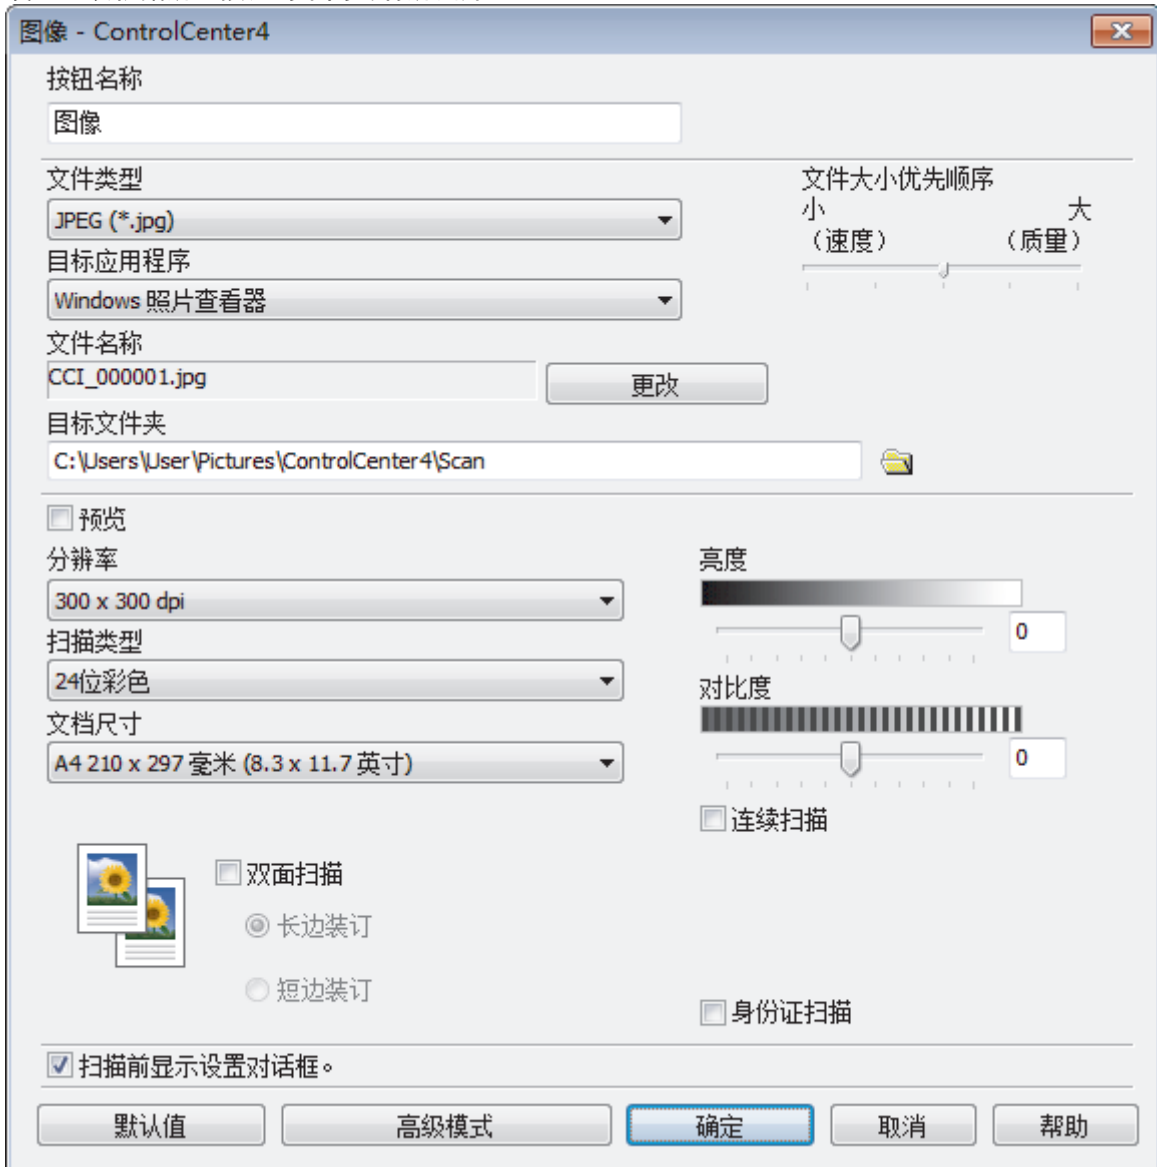 图像 - ControlCenter4
按钮名称
图像
文件类型
JPEG (*.jpg)
文件大小优先顺序
小 大
（速度） （质量）
目标应用程序
Windows 照片查看器
文件名称
CCI_000001.jpg
更改
目标文件夹
C:\Users\User\Pictures\ControlCenter4\Scan
预览
分辨率
300 x 300 dpi
扫描类型
24位彩色
文档尺寸
A4 210 x 297 毫米 (8.3 x 11.7 英寸)
亮度
0
对比度
0
连续扫描
双面扫描
长边装订
短边装订
身份证扫描
扫描前显示设置对话框。
默认值 高级模式 确定 取消 帮助